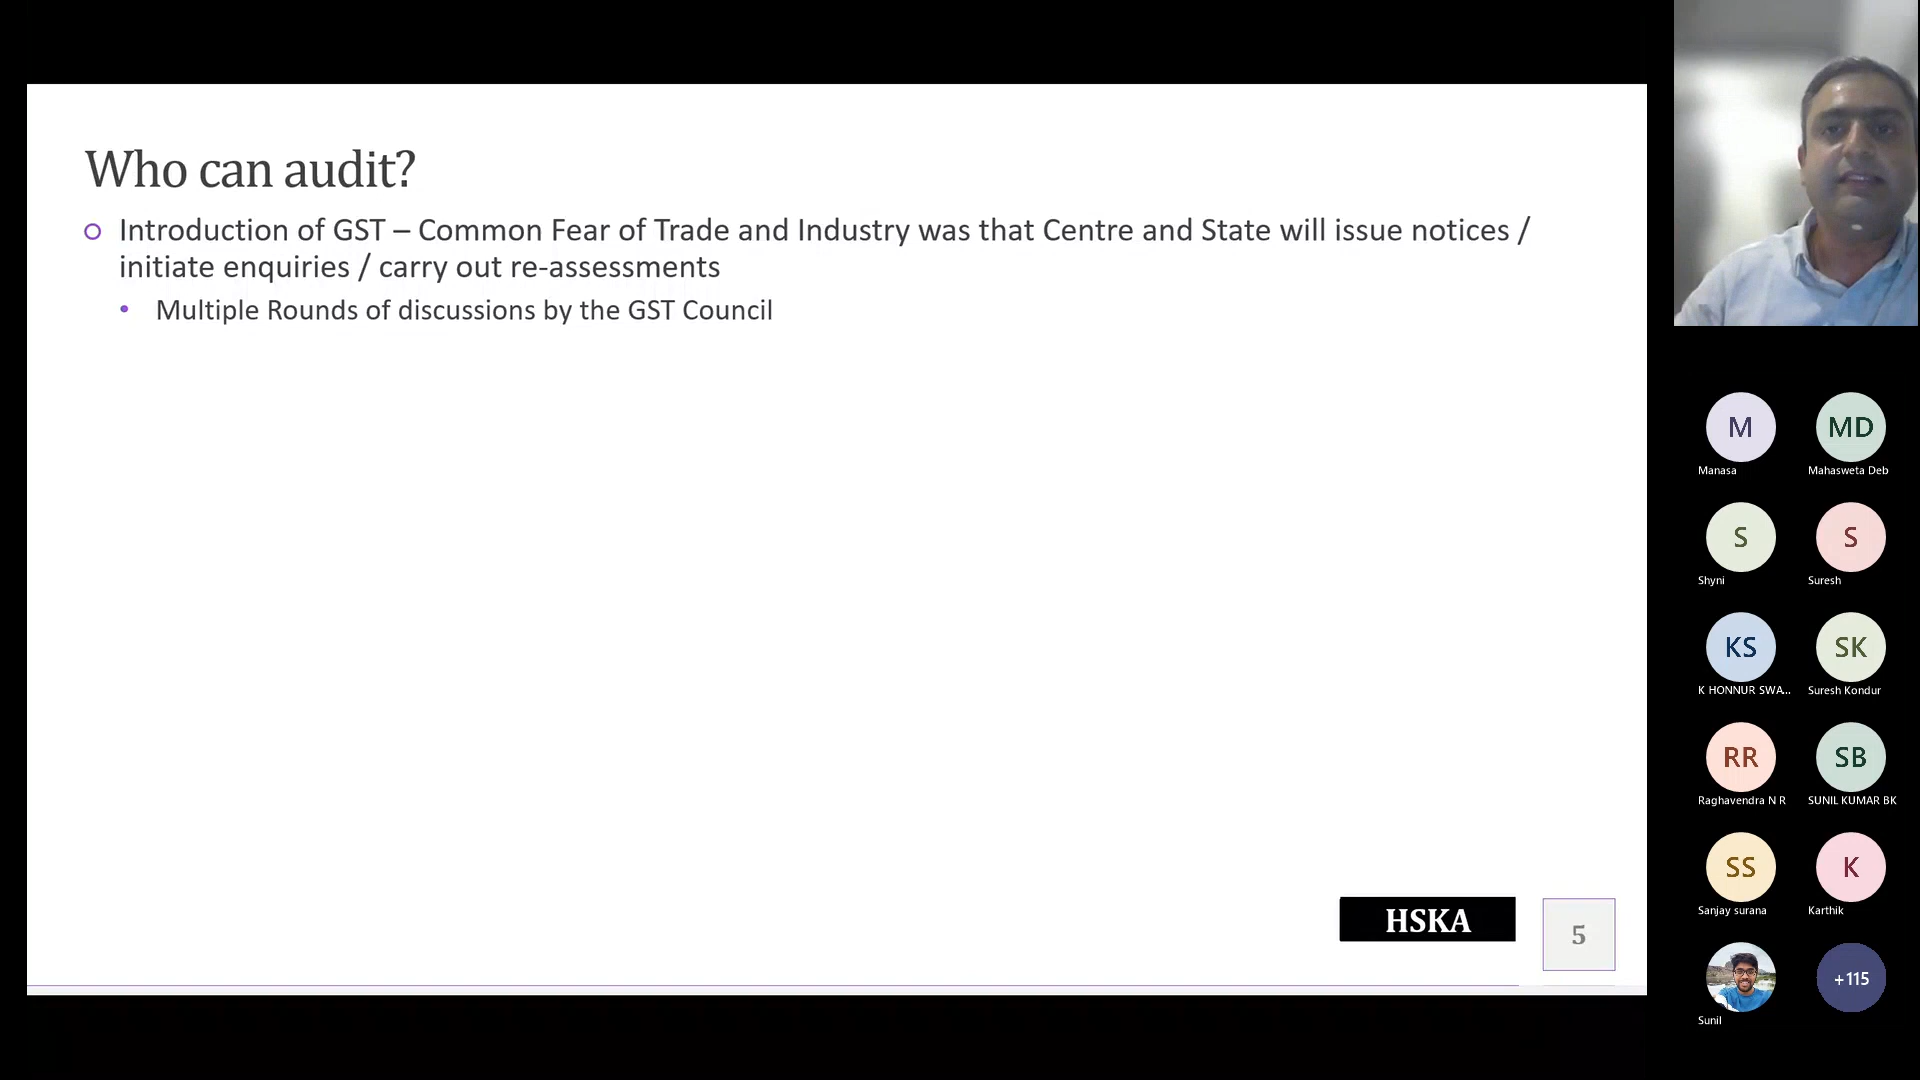 Who can audit?
Introduction of GST – Common Fear of Trade and Industry was that Centre and State will issue notices /
initiate enquiries / carry out re-assessments
Multiple Rounds of discussions by the GST Council
HSKA
5
M
MD
Manasa
Mahasweta Deb
S
S
Shyni
Suresh
KS
SK
K HONNUR SWA...
Suresh Kondur
RR
SB
Raghavendra N R
SUNIL KUMAR BK
SS
K
Sanjay surana
Karthik
+115
Sunil